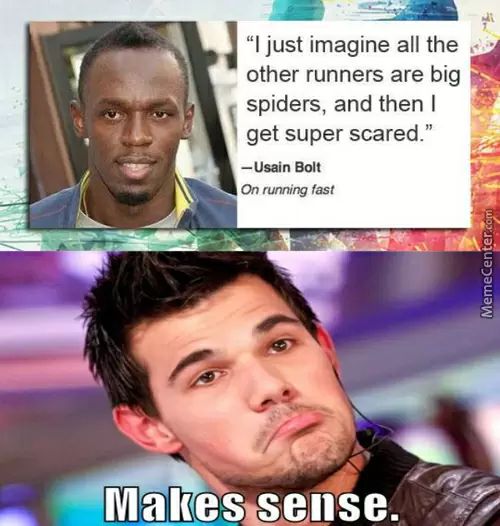 “I just imagine all the
other runners are big
spiders, and then I
get super scared.”
—Usain Bolt
On running fast
MemeCenter.com
Makes sense.